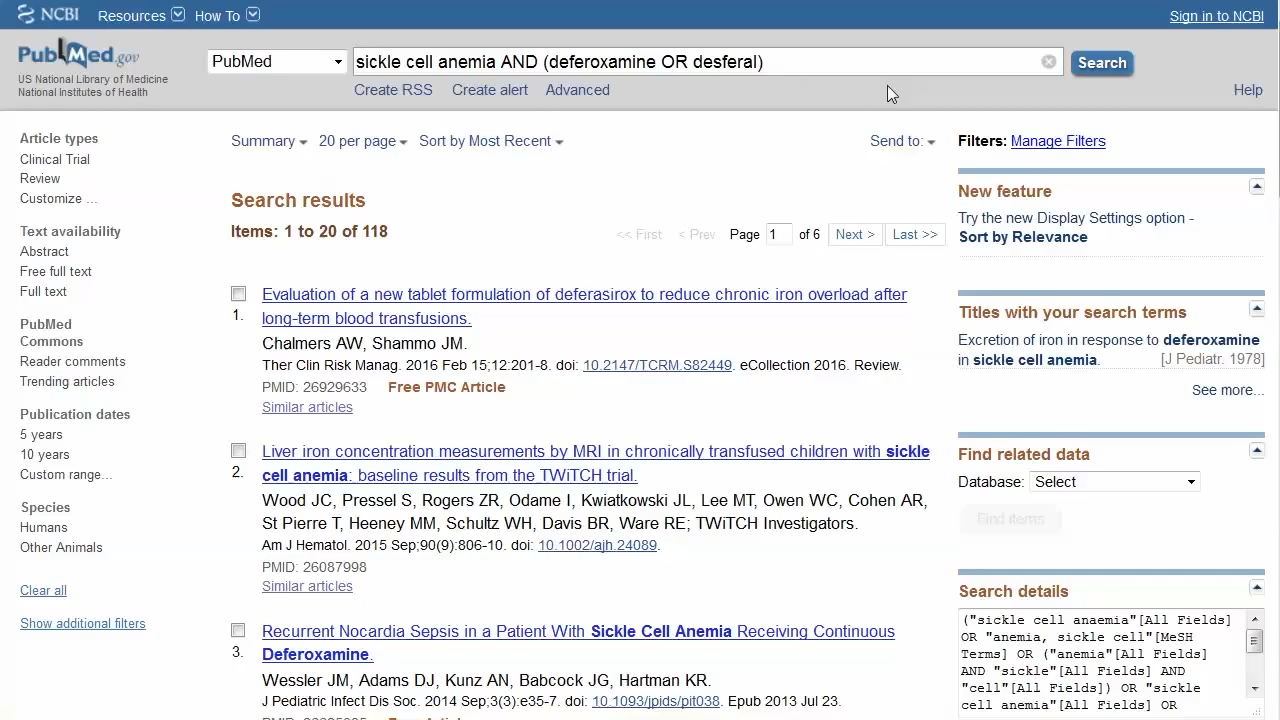 NCBI Resources How To Sign in to NCBI
PubMed.gov
US National Library of Medicine
National Institutes of Health
PubMed
sickle cell anemia AND (deferoxamine OR desferal)
Search
Create RSS Create alert Advanced
Help
Article types
Clinical Trial
Review
Customize ...
Text availability
Abstract
Free full text
Full text
PubMed
Commons
Reader comments
Trending articles
Publication dates
5 years
10 years
Custom range...
Species
Humans
Other Animals
Clear all
Show additional filters
Summary 20 per page Sort by Most Recent Send to:
Search results
Items: 1 to 20 of 118
<< First < Prev Page 1 of 6 Next > Last >>
1.
Evaluation of a new tablet formulation of deferasirox to reduce chronic iron overload after
long-term blood transfusions.
Chalmers AW, Shammo JM.
Ther Clin Risk Manag. 2016 Feb 15;12:201-8. doi: 10.2147/TCRM.S82449. eCollection 2016. Review.
PMID: 26929633 Free PMC Article
Similar articles
2.
Liver iron concentration measurements by MRI in chronically transfused children with sickle
cell anemia: baseline results from the TWiTCH trial.
Wood JC, Pressel S, Rogers ZR, Odame I, Kwiatkowski JL, Lee MT, Owen WC, Cohen AR,
St Pierre T, Heeney MM, Schultz WH, Davis BR, Ware RE; TWiTCH Investigators.
Am J Hematol. 2015 Sep;90(9):806-10. doi: 10.1002/ajh.24089.
PMID: 26087998
Similar articles
3.
Recurrent Nocardia Sepsis in a Patient With Sickle Cell Anemia Receiving Continuous
Deferoxamine.
Wessler JM, Adams DJ, Kunz AN, Babcock JG, Hartman KR.
J Pediatric Infect Dis Soc. 2014 Sep;3(3):e35-7. doi: 10.1093/jpids/pit038. Epub 2013 Jul 23.
Filters: Manage Filters
New feature
Try the new Display Settings option -
Sort by Relevance
Titles with your search terms
Excretion of iron in response to deferoxamine
in sickle cell anemia. [J Pediatr. 1978]
See more...
Find related data
Database: Select
Find items
Search details
("sickle cell anaemia"[All Fields]
OR "anemia, sickle cell"[MeSH
Terms] OR ("anemia"[All Fields]
AND "sickle"[All Fields] AND
"cell"[All Fields]) OR "sickle
cell anemia"[All Fields] OR